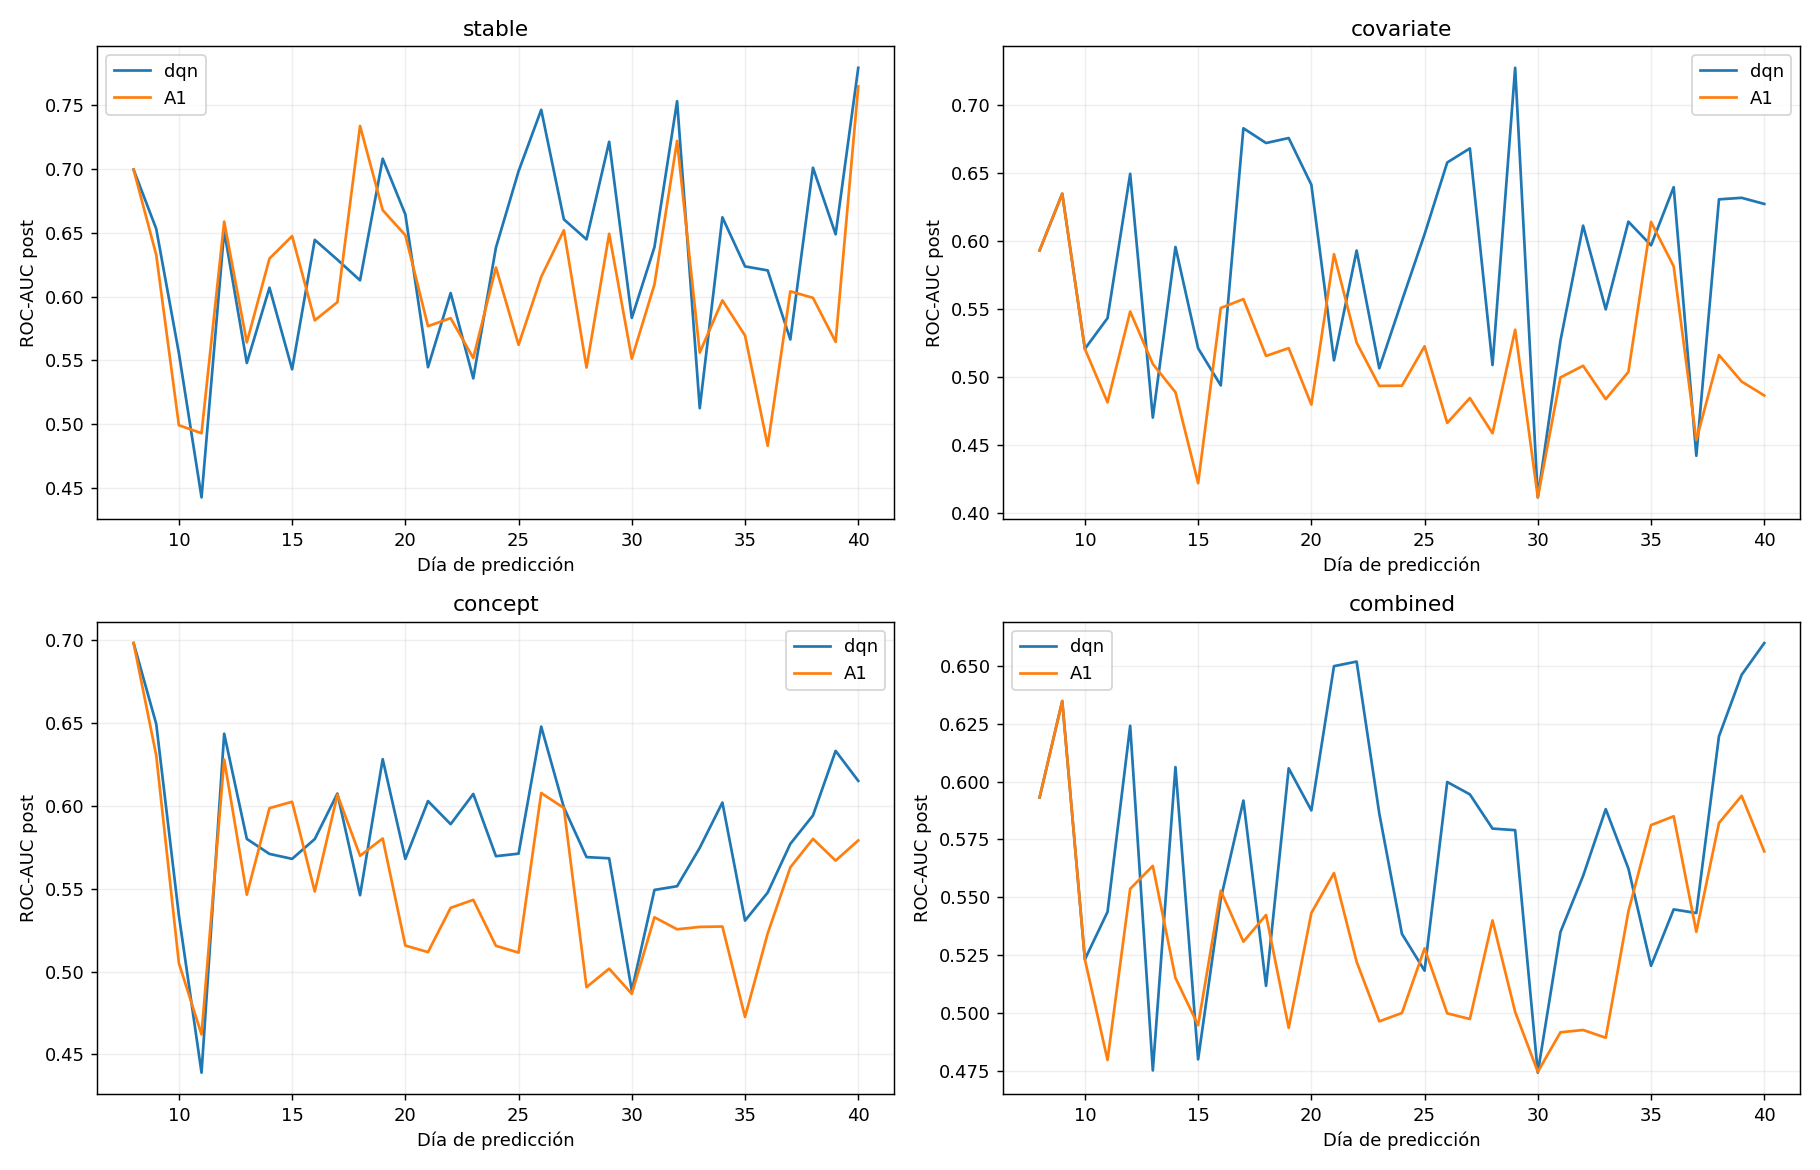 stable
dqn
A1
0.75
0.70
0.65
0.60
0.55
0.50
0.45
ROC-AUC post
10 15 20 25 30 35 40
Día de predicción
covariate
dqn
A1
0.70
0.65
0.60
0.55
0.50
0.45
0.40
ROC-AUC post
10 15 20 25 30 35 40
Día de predicción
concept
dqn
A1
0.70
0.65
0.60
0.55
0.50
0.45
ROC-AUC post
10 15 20 25 30 35 40
Día de predicción
combined
dqn
A1
0.650
0.625
0.600
0.575
0.550
0.525
0.500
0.475
ROC-AUC post
10 15 20 25 30 35 40
Día de predicción